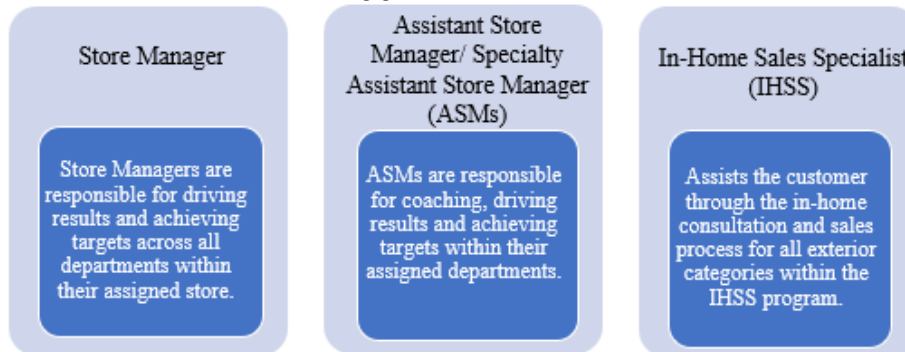 Store Manager
Store Managers are
responsible for driving
results and achieving
targets across all
departments within
their assigned store.
Assistant Store
Manager/ Specialty
Assistant Store Manager
(ASMs)
ASMs are responsible
for coaching, driving
results and achieving
targets within their
assigned departments.
In-Home Sales Specialist
(IHSS)
Assists the customer
through the in-home
consultation and sales
process for all exterior
categories within the
IHSS program.